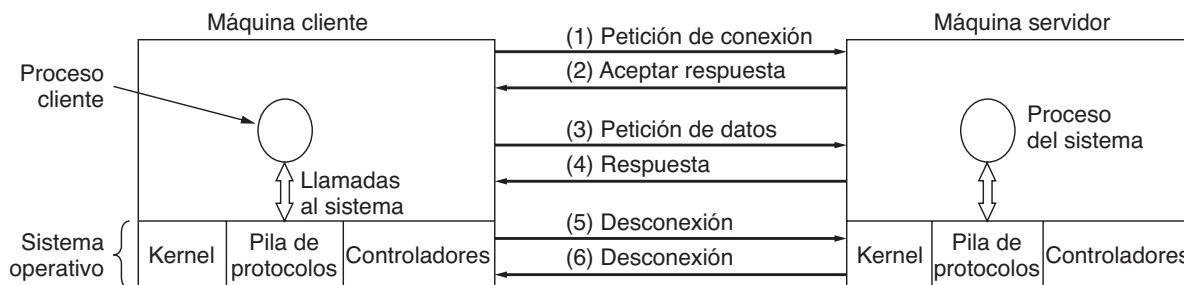 Máquina cliente
Máquina servidor
(1) Petición de conexión
(2) Aceptar respuesta
Proceso
cliente
(3) Petición de datos
Proceso
del sistema
(4) Respuesta
Llamadas
al sistema
(5) Desconexión
Sistema
operativo
Kernel
Pila de
protocolos
Controladores
(6) Desconexión
Kernel
Pila de
protocolos
Controladores